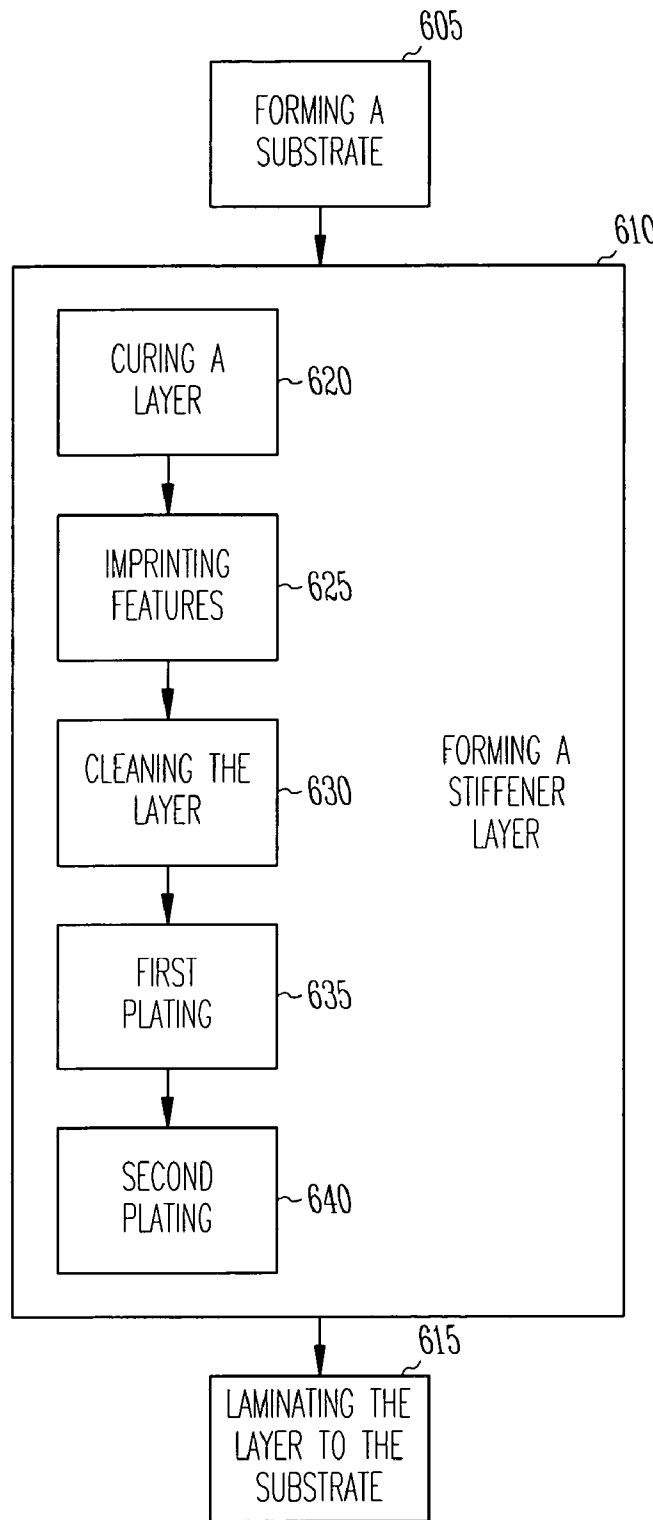 605
FORMING A
SUBSTRATE
610
CURING A
LAYER
620
IMPRINTING
FEATURES
625
CLEANING THE
LAYER
630
FORMING A
STIFFENER
LAYER
FIRST
PLATING
635
SECOND
PLATING
640
615
LAMINATING THE
LAYER TO THE
SUBSTRATE